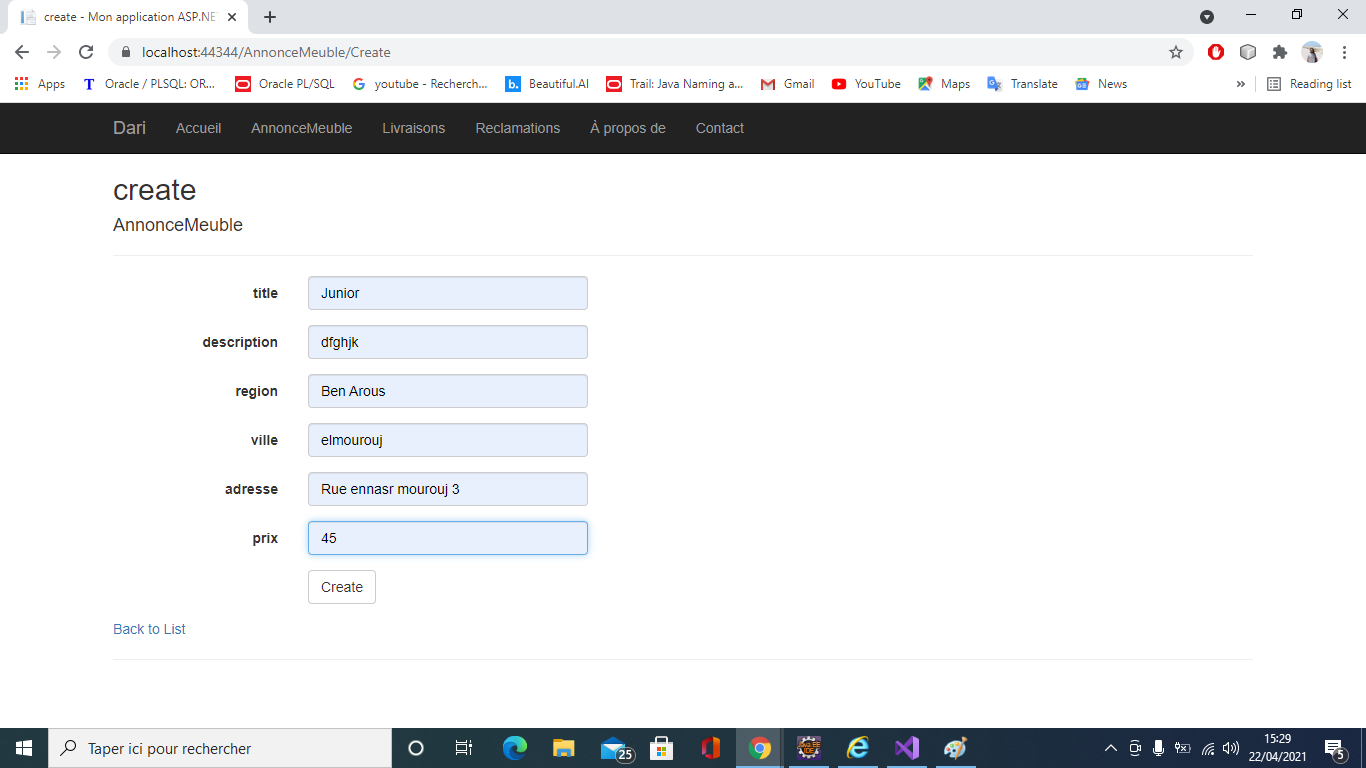 create - Mon application ASP.NE
localhost:44344/AnnonceMeuble/Create
Apps T Oracle / PLSQL: OR... Oracle PL/SQL G youtube - Recherch... b. Beautiful.AI Trail: Java Naming a... Gmail YouTube Maps Translate News » Reading list
Dari Accueil AnnonceMeuble Livraisons Reclamations À propos de Contact
create
AnnonceMeuble
title Junior
description dfghjk
region Ben Arous
ville elmourouj
adresse Rue ennasr mourouj 3
prix 45
Create
Back to List
Taper ici pour rechercher
25
Java EE
IDE
15:29
22/04/2021
5